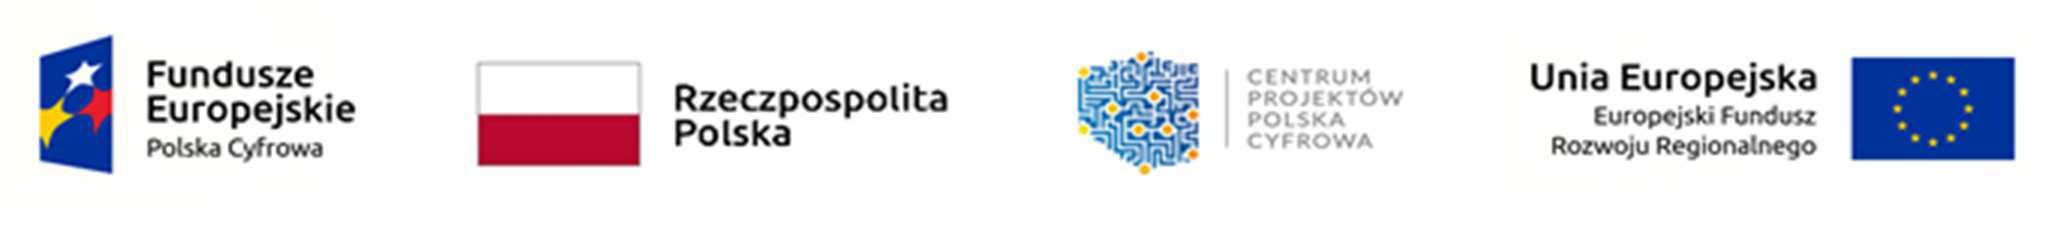 Fundusze
Europejskie
Polska Cyfrowa
Rzeczpospolita
Polska
CENTRUM
PROJEKTÓW
POLSKA
CYFROWA
Unia Europejska
Europejski Fundusz
Rozwoju Regionalnego